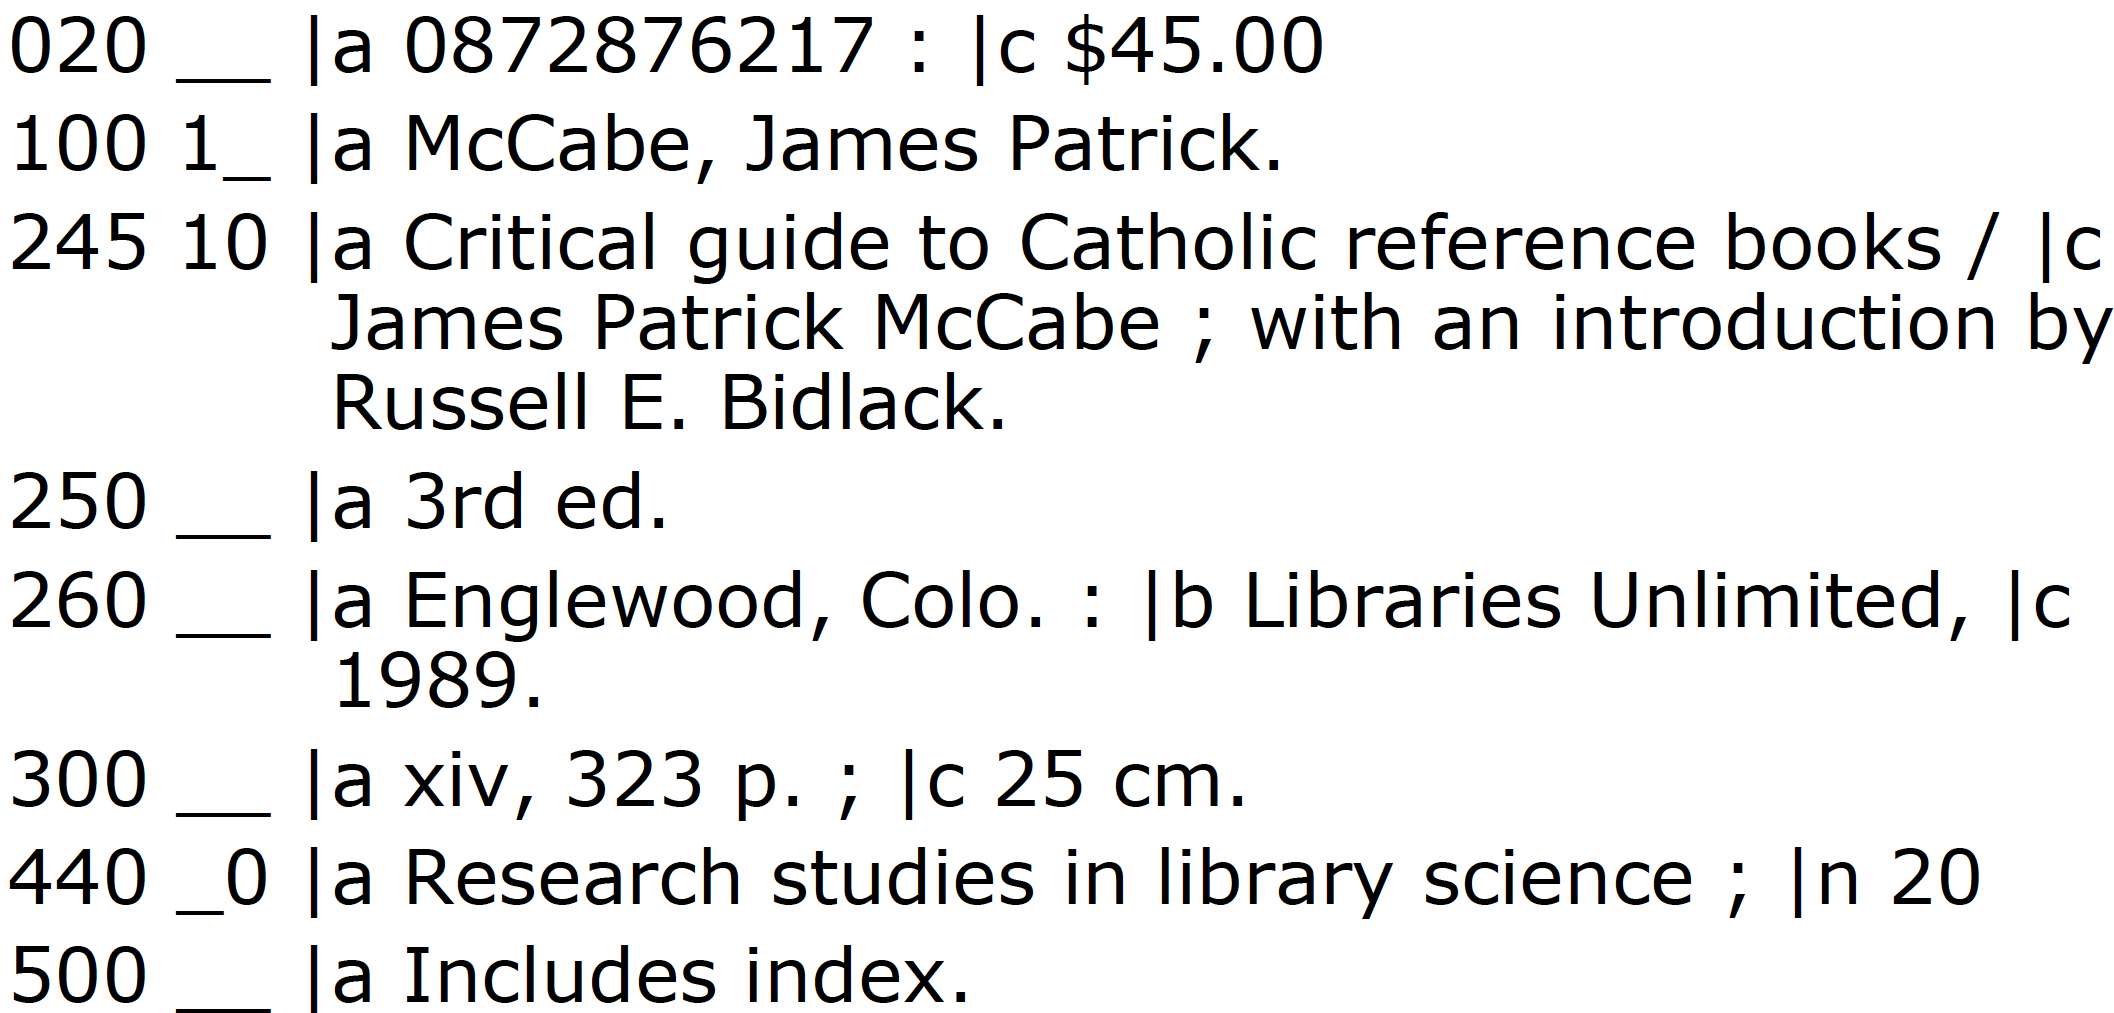 020 __ |a 0872876217 : |c $45.00
100 1_ |a McCabe, James Patrick.
245 10 |a Critical guide to Catholic reference books / |c
James Patrick McCabe ; with an introduction by
Russell E. Bidlack.
250 __ |a 3rd ed.
260 __ |a Englewood, Colo. : |b Libraries Unlimited, |c
1989.
300 __ |a xiv, 323 p. ; |c 25 cm.
440 _0 |a Research studies in library science ; |n 20
500 __ |a Includes index.